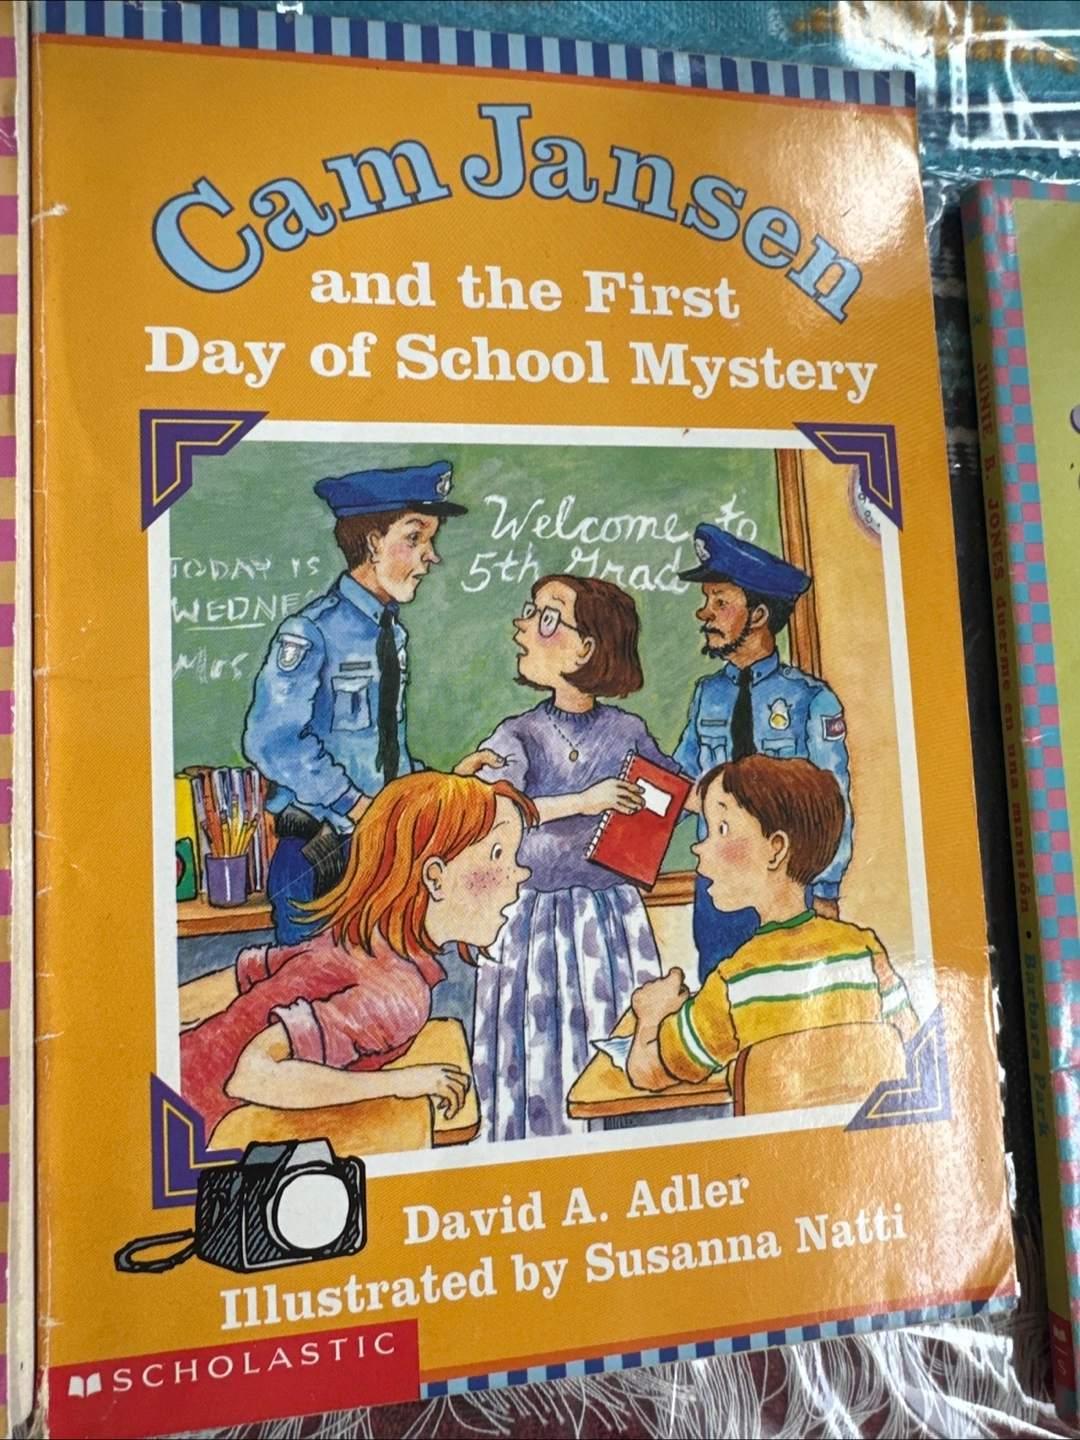 Cam Jansen
and the First
Day of School Mystery
Welcome to
5th Grad
TODAY IS
WEDNE
Mrs
David A. Adler
Illustrated by Susanna Natti
SCHOLASTIC
JUNIE B. JONES duerme en una mansión • Barbara Park